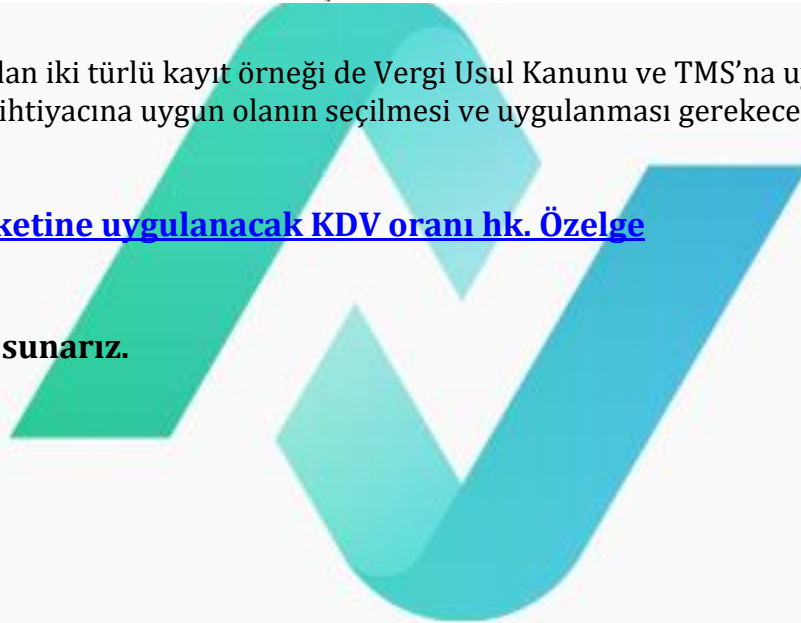 lan iki türlü kayıt örneği de Vergi Usul Kanunu ve TMS’na u
ihtiyacına uygun olanın seçilmesi ve uygulanması gerekece
ketine uygulanacak KDV oranı hk. Özelge
sunarız.